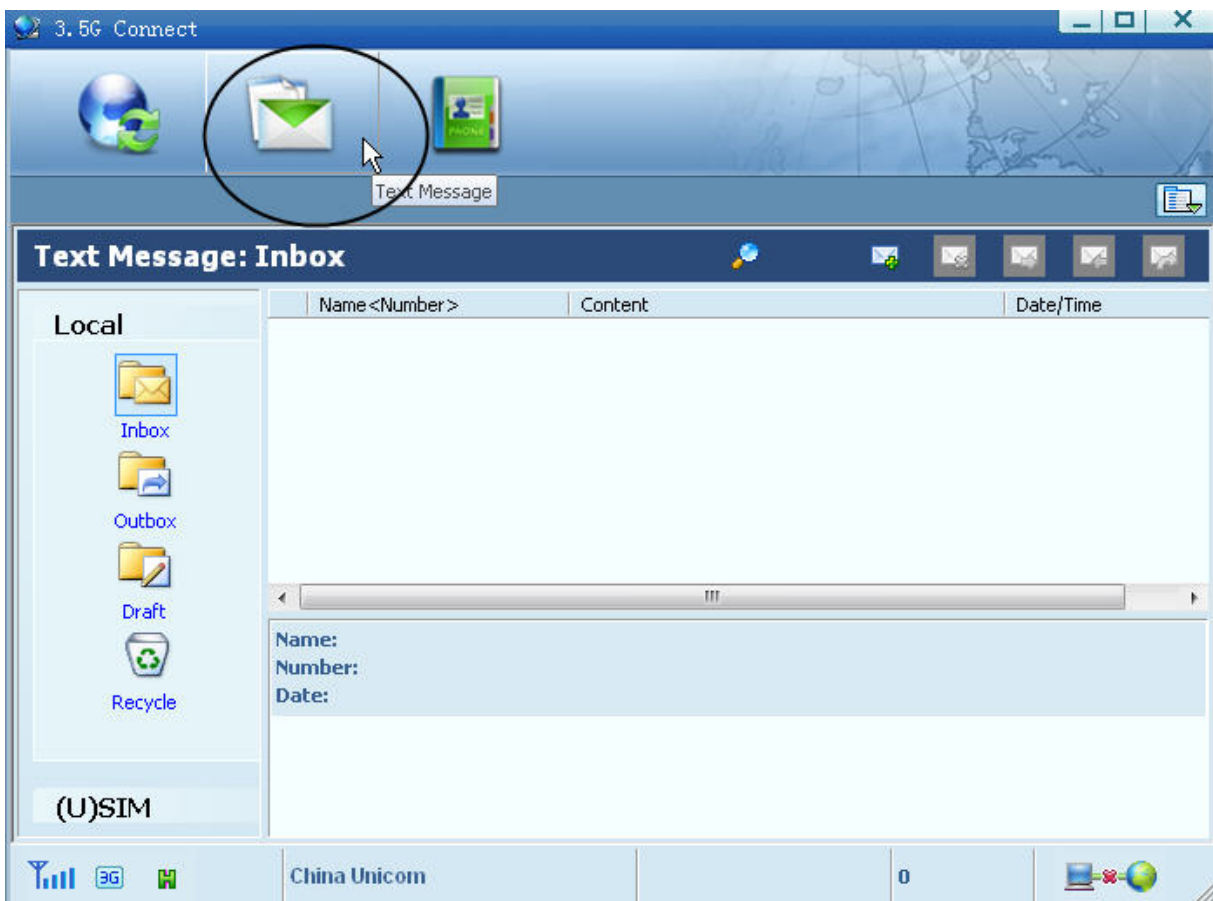 3.5G Connect
PHONE
Text Message
Text Message: Inbox
Name<Number> Content Date/Time
Local
Inbox
Outbox
Draft
Recycle
Name:
Number:
Date:
(U)SIM
3G H China Unicom 0